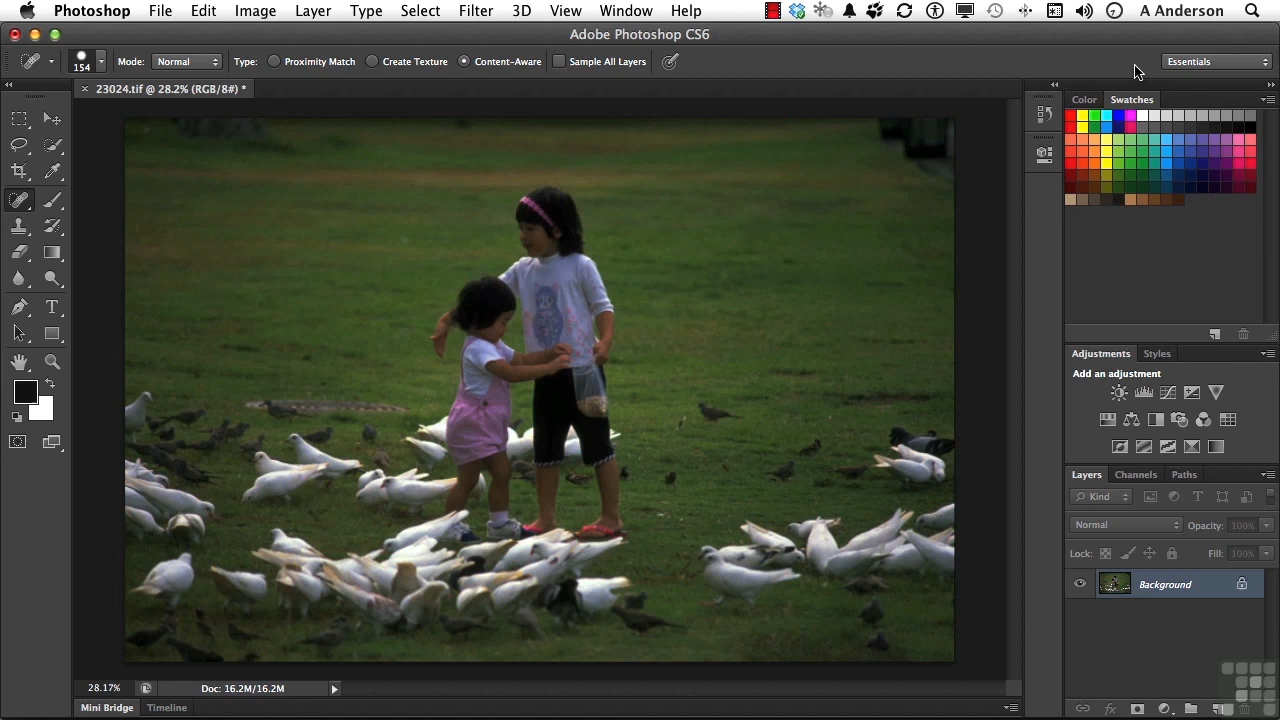 Photoshop File Edit Image Layer Type Select Filter 3D View Window Help A Anderson
Adobe Photoshop CS6
154 Mode: Normal Type: Proximity Match Create Texture Content-Aware Sample All Layers Essentials
× 23024.tif @ 28.2% (RGB/8#) *
Color Swatches
Adjustments Styles
Add an adjustment
Layers Channels Paths
Kind
Normal Opacity: 100%
Lock: Fill: 100%
Background
28.17% Doc: 16.2M/16.2M
Mini Bridge Timeline